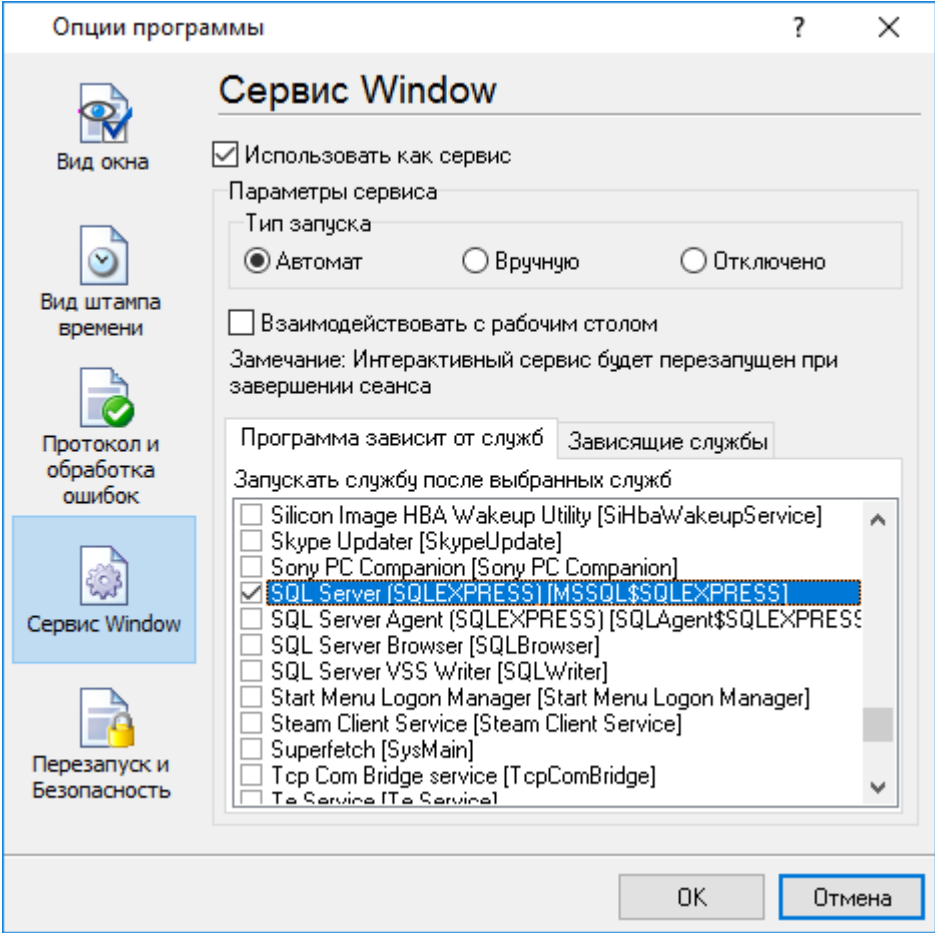 Опции программы
?
Сервис Window
Вид окна
Использовать как сервис
Параметры сервиса
Тип запуска
Автомат
Вручную
Отключено
Вид штампа
времени
Взаимодействовать с рабочим столом
Замечание: Интерактивный сервис будет перезапущен при
завершении сеанса
Протокол и
обработка
ошибок
Программа зависит от служб
Зависящие службы
Запускать службу после выбранных служб
Silicon Image HBA Wakeup Utility [SiHbaWakeupService]
Skype Updater [SkypeUpdate]
Sony PC Companion [Sony PC Companion]
SQL Server (SQLEXPRESS) [MSSQL$SQLEXPRESS]
SQL Server Agent (SQLEXPRESS) [SQLAgent$SQLEXPRESS
SQL Server Browser [SQLBrowser]
SQL Server VSS Writer [SQLWriter]
Start Menu Logon Manager [Start Menu Logon Manager]
Steam Client Service [Steam Client Service]
Superfetch [SysMain]
Tcp Com Bridge service [TcpComBridge]
Te.Service [Te.Service]
Сервис Window
Перезапуск и
Безопасность
OK
Отмена